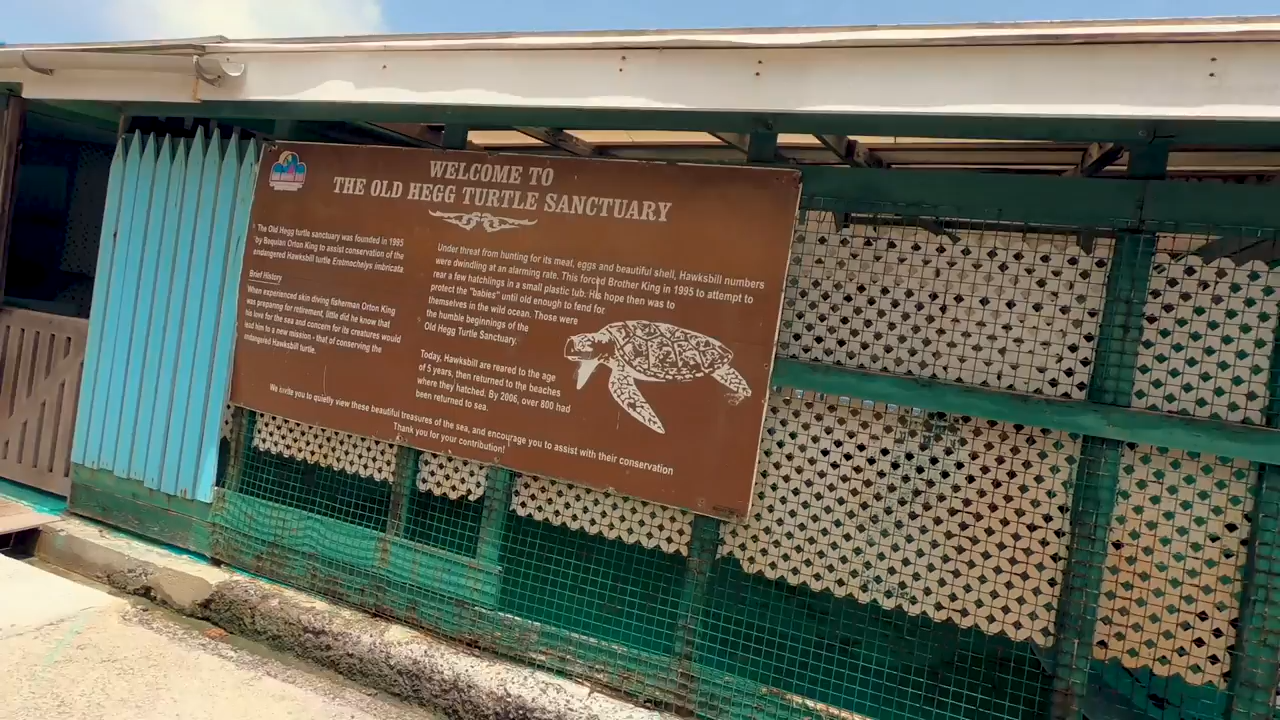 WELCOME TO
THE OLD HEGG TURTLE SANCTUARY
The Old Hegg turtle sanctuary was founded in 1995
by Bequian Orton King to assist conservation of the
endangered Hawksbill turtle Eretmochelys imbricata
Brief History
When experienced skin diving fisherman Orton King
was preparing for retirement, little did he know that
his love for the sea and concern for its creatures would
lead him to a new mission - that of conserving the
endangered Hawksbill turtle.
Under threat from hunting for its meat, eggs and beautiful shell, Hawksbill numbers
were dwindling at an alarming rate. This forced Brother King in 1995 to attempt to
rear a few hatchlings in a small plastic tub. His hope then was to
protect the "babies" until old enough to fend for
themselves in the wild ocean. Those were
the humble beginnings of the
Old Hegg Turtle Sanctuary.
Today, Hawksbill are reared to the age
of 5 years, then returned to the beaches
where they hatched. By 2006, over 800 had
been returned to sea.
We invite you to quietly view these beautiful treasures of the sea, and encourage you to assist with their conservation
Thank you for your contribution!